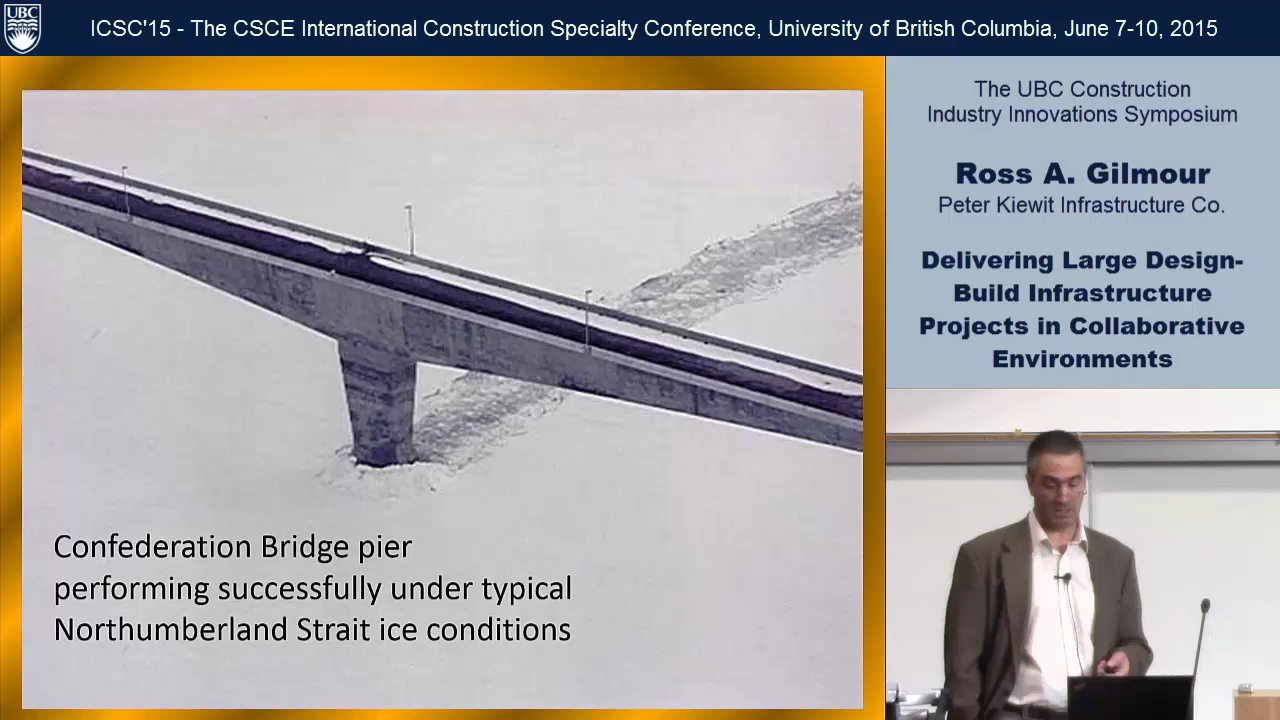 UBC
ICSC'15 - The CSCE International Construction Specialty Conference, University of British Columbia, June 7-10, 2015
The UBC Construction
Industry Innovations Symposium
Ross A. Gilmour
Peter Kiewit Infrastructure Co.
Delivering Large Design-
Build Infrastructure
Projects in Collaborative
Environments
Confederation Bridge pier
performing successfully under typical
Northumberland Strait ice conditions